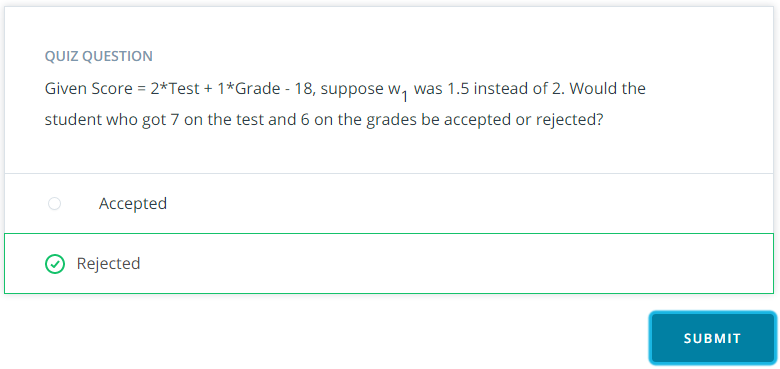 QUIZ QUESTION
Given Score = 2*Test + 1*Grade - 18, suppose w1 was 1.5 instead of 2. Would the
student who got 7 on the test and 6 on the grades be accepted or rejected?
Accepted
Rejected
SUBMIT